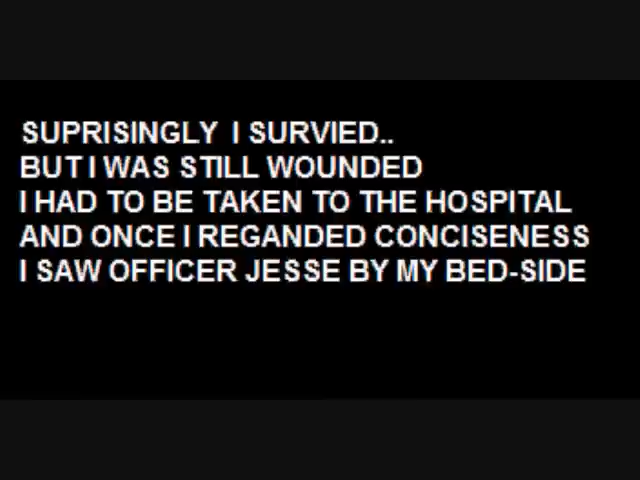 SUPRISINGLY I SURVIED..
BUT I WAS STILL WOUNDED
I HAD TO BE TAKEN TO THE HOSPITAL
AND ONCE I REGANDED CONCISENESS
I SAW OFFICER JESSE BY MY BED-SIDE